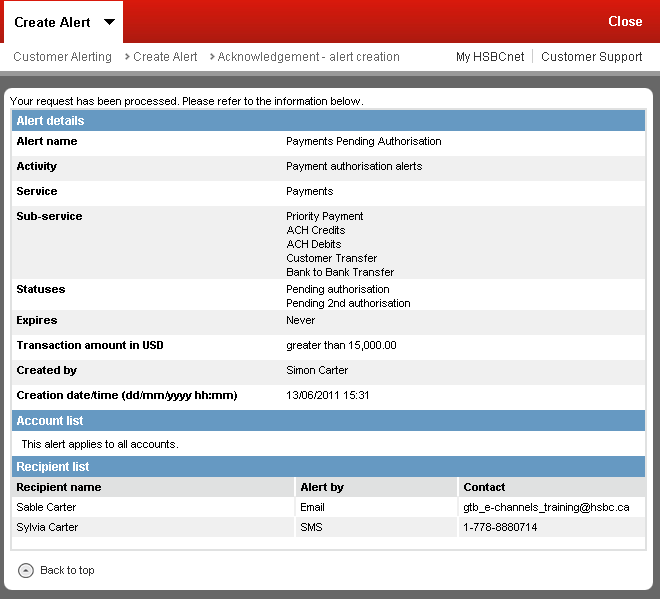 Create Alert
Close
Customer Alerting > Create Alert > Acknowledgement - alert creation My HSBCnet Customer Support
Your request has been processed. Please refer to the information below.
Alert details
Alert name Payments Pending Authorisation
Activity Payment authorisation alerts
Service Payments
Sub-service Priority Payment
ACH Credits
ACH Debits
Customer Transfer
Bank to Bank Transfer
Statuses Pending authorisation
Pending 2nd authorisation
Expires Never
Transaction amount in USD greater than 15,000.00
Created by Simon Carter
Creation date/time (dd/mm/yyyy hh:mm) 13/06/2011 15:31
Account list
This alert applies to all accounts.
Recipient list
Recipient name Alert by Contact
Sable Carter Email gtb_e-channels_training@hsbc.ca
Sylvia Carter SMS 1-778-8880714
Back to top